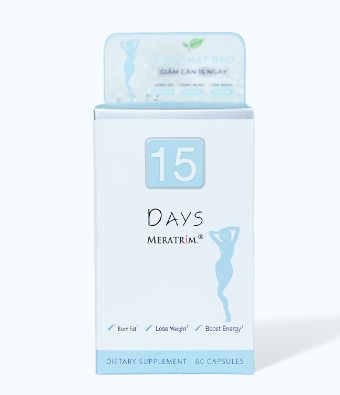 GIẢM CÂN 15 NGÀY
15
DAYS
MERATRIM.®
Burn Fat† Lose Weight† Boost Energy†
DIETARY SUPPLEMENT 60 CAPSULES